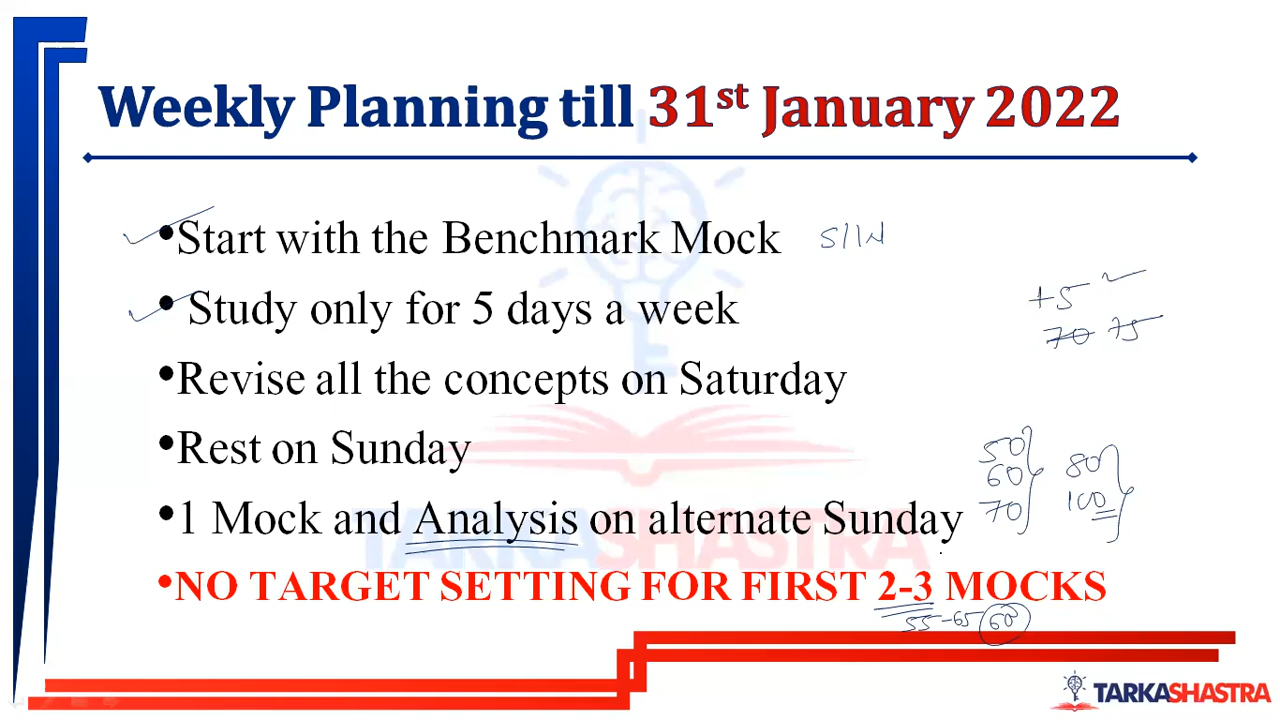 Weekly Planning till 31st January 2022
•Start with the Benchmark Mock
+5
• Study only for 5 days a week
70 75
•Revise all the concepts on Saturday
•Rest on Sunday
50
60
70
80
100
•1 Mock and Analysis on alternate Sunday
•NO TARGET SETTING FOR FIRST 2-3 MOCKS
55-65 60
TARKASHASTRA
TARKASHASTRA